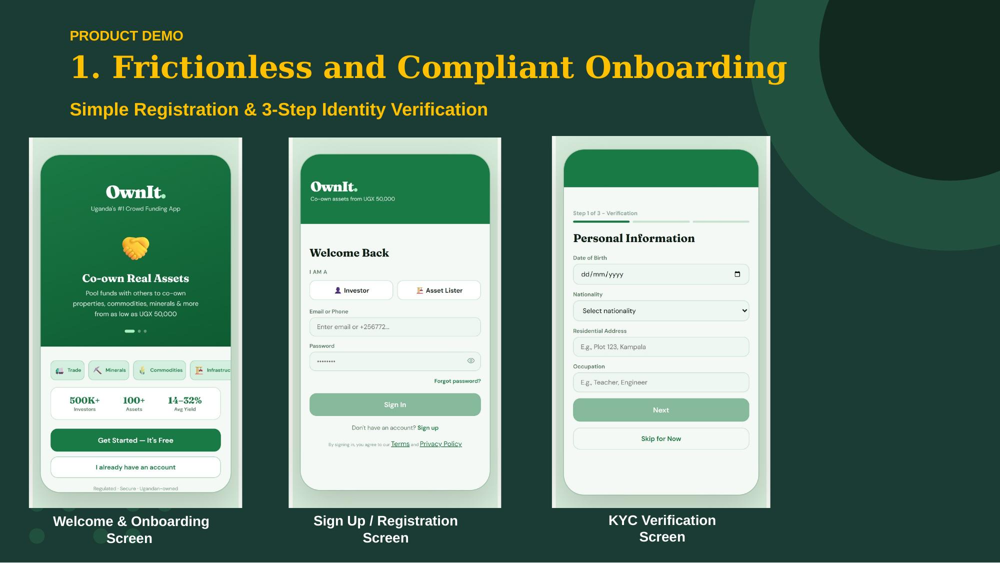 PRODUCT DEMO
1. Frictionless and Compliant Onboarding
Simple Registration & 3-Step Identity Verification
OwnIt.
Uganda's #1 Crowd Funding App
Co-own Real Assets
Pool funds with others to co-own
properties, commodities, minerals & more
from as low as UGX 50,000
Trade
Minerals
Commodities
Infrastruc
500K+
Investors
100+
Assets
14–32%
Avg Yield
Get Started — It's Free
I already have an account
Regulated · Secure · Ugandan-owned
Welcome & Onboarding
Screen
OwnIt.
Co-own assets from UGX 50,000
Welcome Back
I AM A
Investor
Asset Lister
Email or Phone
Enter email or +256772...
Password
••••••••
Forgot password?
Sign In
Don't have an account? Sign up
By signing in, you agree to our Terms and Privacy Policy
Sign Up / Registration
Screen
Step 1 of 3 – Verification
Personal Information
Date of Birth
dd/mm/yyyy
Nationality
Select nationality
Residential Address
E.g., Plot 123, Kampala
Occupation
E.g., Teacher, Engineer
Next
Skip for Now
KYC Verification
Screen